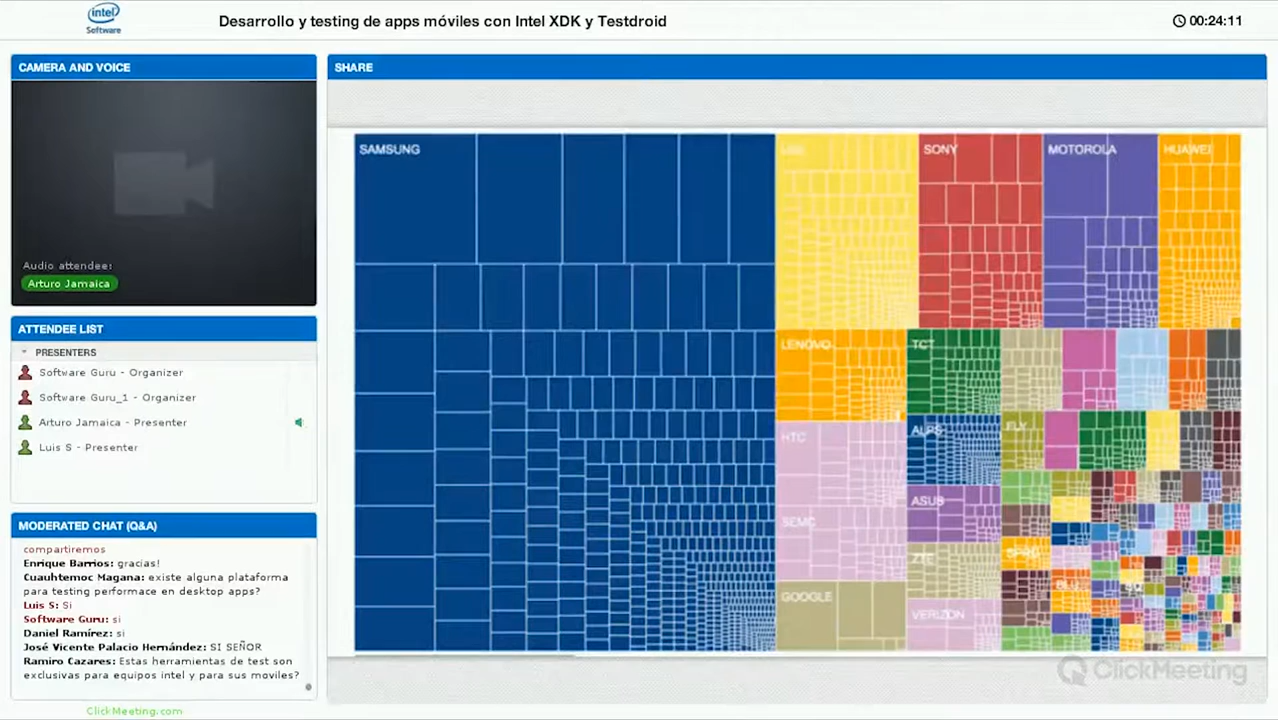 intel
Software
Desarrollo y testing de apps móviles con Intel XDK y Testdroid
00:24:11
CAMERA AND VOICE
Audio attendee:
Arturo Jamaica
ATTENDEE LIST
PRESENTERS
Software Guru - Organizer
Software Guru_1 - Organizer
Arturo Jamaica - Presenter
Luis S - Presenter
MODERATED CHAT (Q&A)
compartiremos
Enrique Barrios: gracias!
Cuauhtemoc Magana: existe alguna plataforma
para testing performace en desktop apps?
Luis S: Si
Software Guru: si
Daniel Ramírez: si
José Vicente Palacio Hernández: SI SEÑOR
Ramiro Cazares: Estas herramientas de test son
exclusivas para equipos intel y para sus moviles?
ClickMeeting.com
SHARE
SAMSUNG
SONY
MOTOROLA
HUAWEI
LENOVO
TCT
HTC
ALPS
FLY
SEMC
ASUS
ZTE
SPRD
GOOGLE
VERIZON
BLU
ClickMeeting